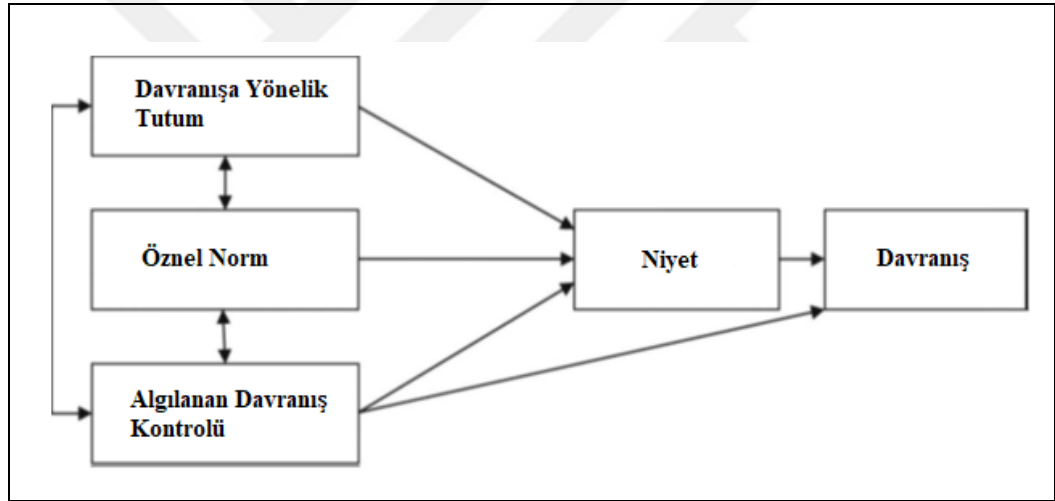 Davranışa Yönelik
Tutum
Öznel Norm
Niyet
Davranış
Algılanan Davranış
Kontrolü